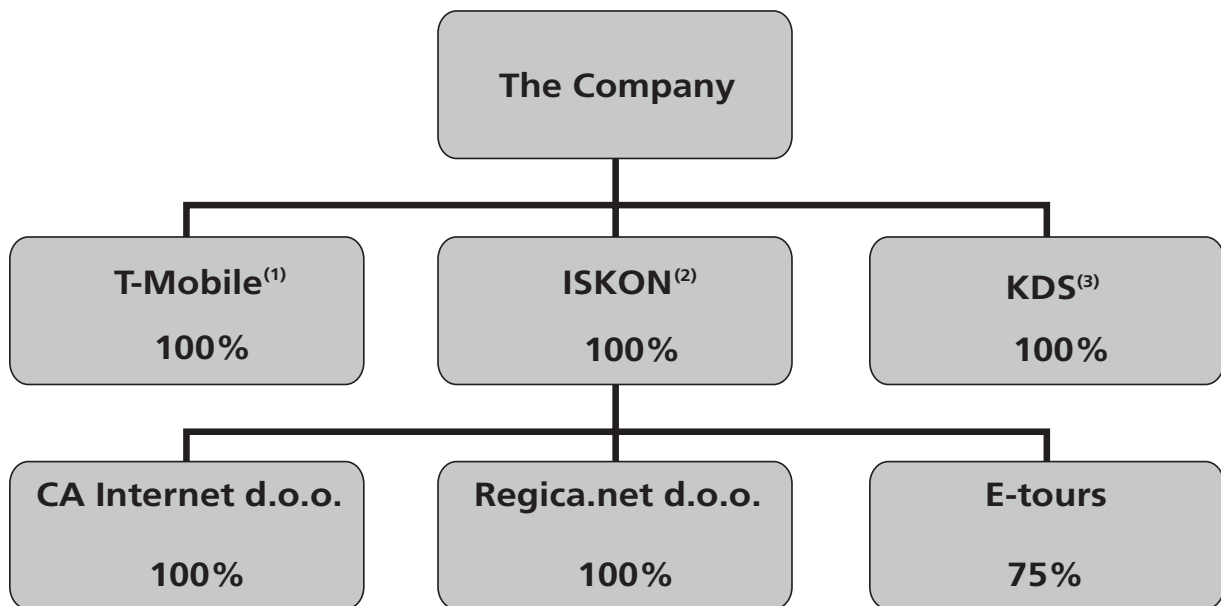 The Company
T-Mobile(1)
100%
ISKON(2)
100%
KDS(3)
100%
CA Internet d.o.o.
100%
Regica.net d.o.o.
100%
E-tours
75%